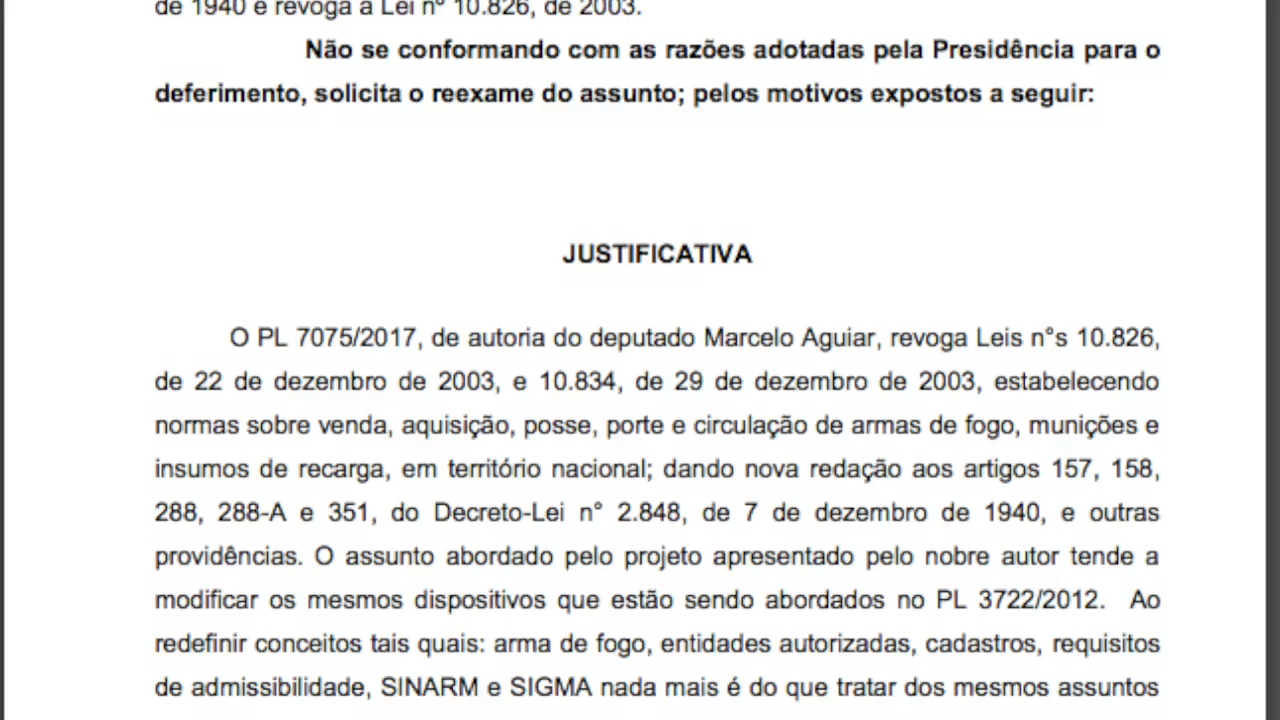 de 1940 e revoga a Lei nº 10.826, de 2003.
Não se conformando com as razões adotadas pela Presidência para o
deferimento, solicita o reexame do assunto; pelos motivos expostos a seguir:
JUSTIFICATIVA
O PL 7075/2017, de autoria do deputado Marcelo Aguiar, revoga Leis n°s 10.826,
de 22 de dezembro de 2003, e 10.834, de 29 de dezembro de 2003, estabelecendo
normas sobre venda, aquisição, posse, porte e circulação de armas de fogo, munições e
insumos de recarga, em território nacional; dando nova redação aos artigos 157, 158,
288, 288-A e 351, do Decreto-Lei n° 2.848, de 7 de dezembro de 1940, e outras
providências. O assunto abordado pelo projeto apresentado pelo nobre autor tende a
modificar os mesmos dispositivos que estão sendo abordados no PL 3722/2012. Ao
redefinir conceitos tais quais: arma de fogo, entidades autorizadas, cadastros, requisitos
de admissibilidade, SINARM e SIGMA nada mais é do que tratar dos mesmos assuntos